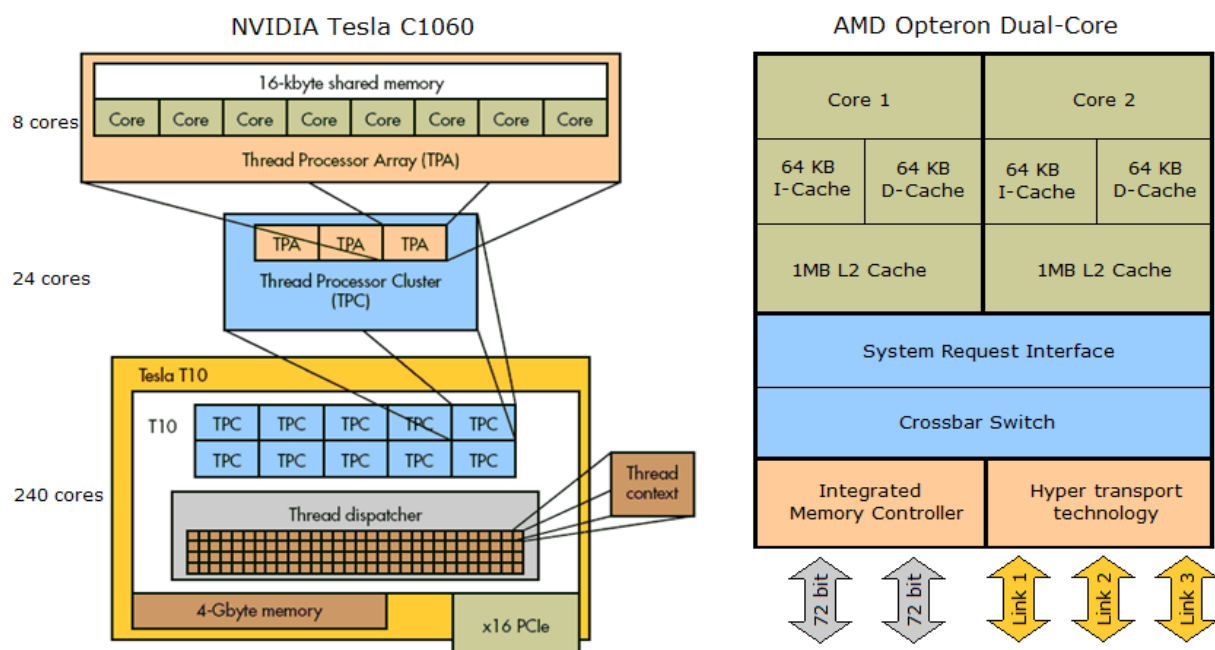 NVIDIA Tesla C1060
16-kbyte shared memory
Core Core Core Core Core Core Core Core
8 cores
Thread Processor Array (TPA)
TPA TPA TPA
24 cores
Thread Processor Cluster
(TPC)
Tesla T10
T10
TPC TPC TPC TPC TPC
TPC TPC TPC TPC TPC
240 cores
Thread
context
Thread dispatcher
4-Gbyte memory
x16 PCIe
AMD Opteron Dual-Core
Core 1
Core 2
64 KB
I-Cache
64 KB
D-Cache
64 KB
I-Cache
64 KB
D-Cache
1MB L2 Cache
1MB L2 Cache
System Request Interface
Crossbar Switch
Integrated
Memory Controller
Hyper transport
technology
72 bit
72 bit
Link 1
Link 2
Link 3